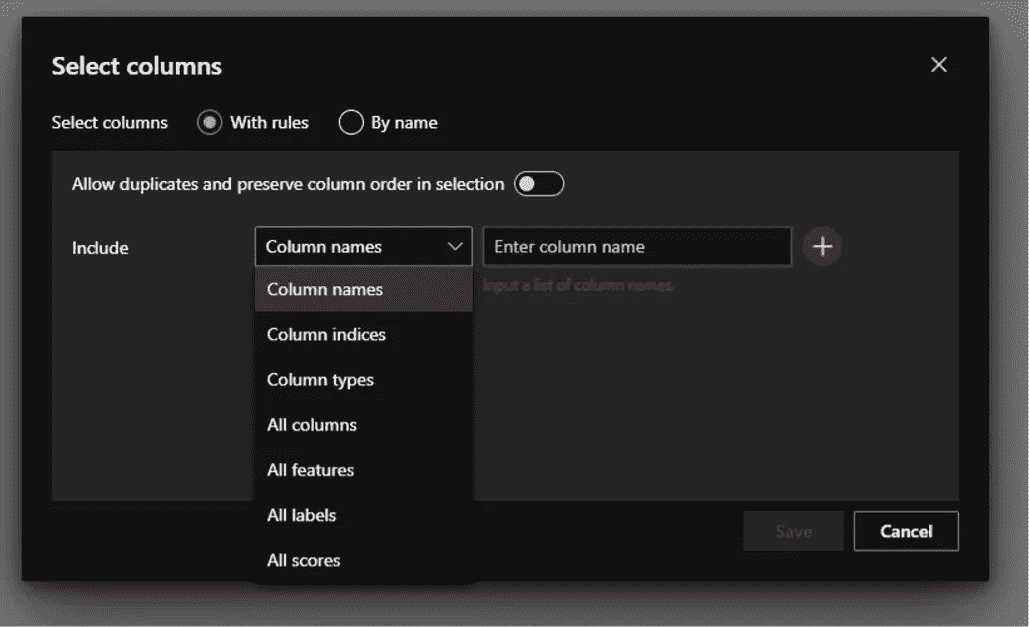 Select columns
Select columns With rules By name
Allow duplicates and preserve column order in selection
Include Column names Enter column name
Input a list of column names.
Column names
Column indices
Column types
All columns
All features
All labels
All scores
Save Cancel